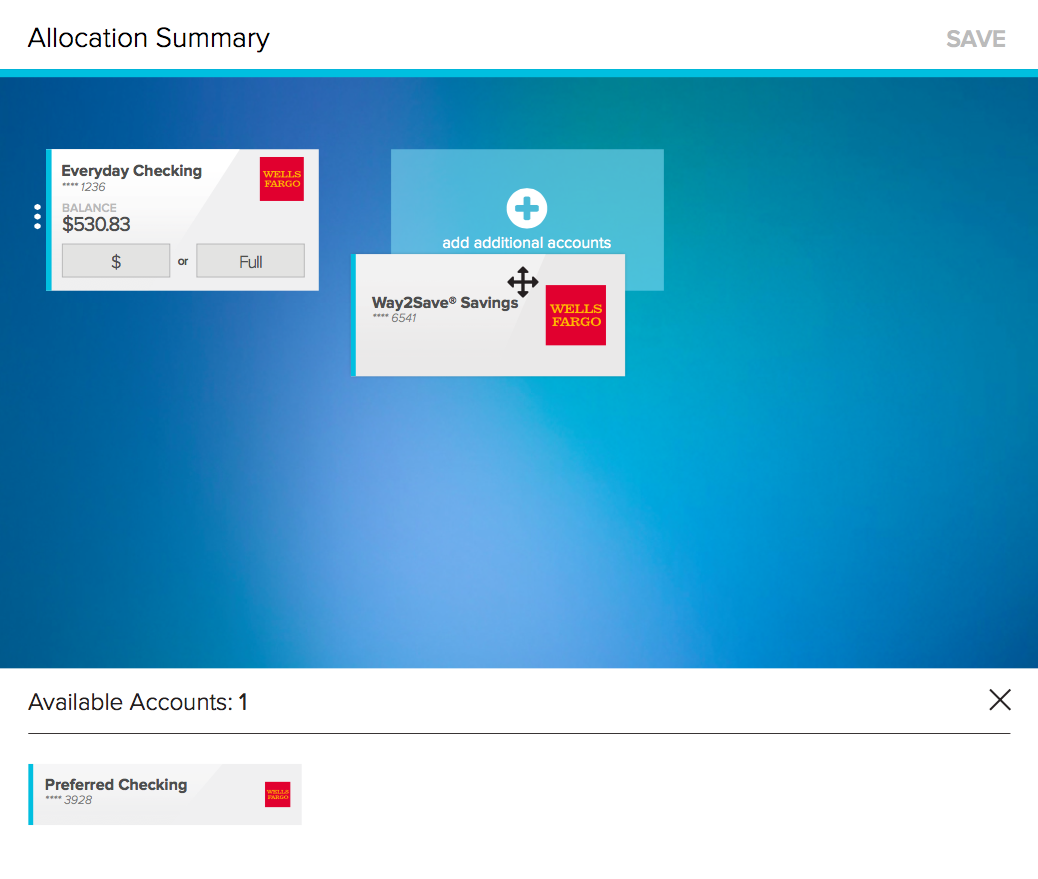 Allocation Summary
SAVE
Everyday Checking
**** 1236
WELLS
FARGO
BALANCE
$530.83
$ or Full
add additional accounts
Way2Save® Savings
**** 6541
WELLS
FARGO
Available Accounts: 1
Preferred Checking
**** 3928
WELLS
FARGO